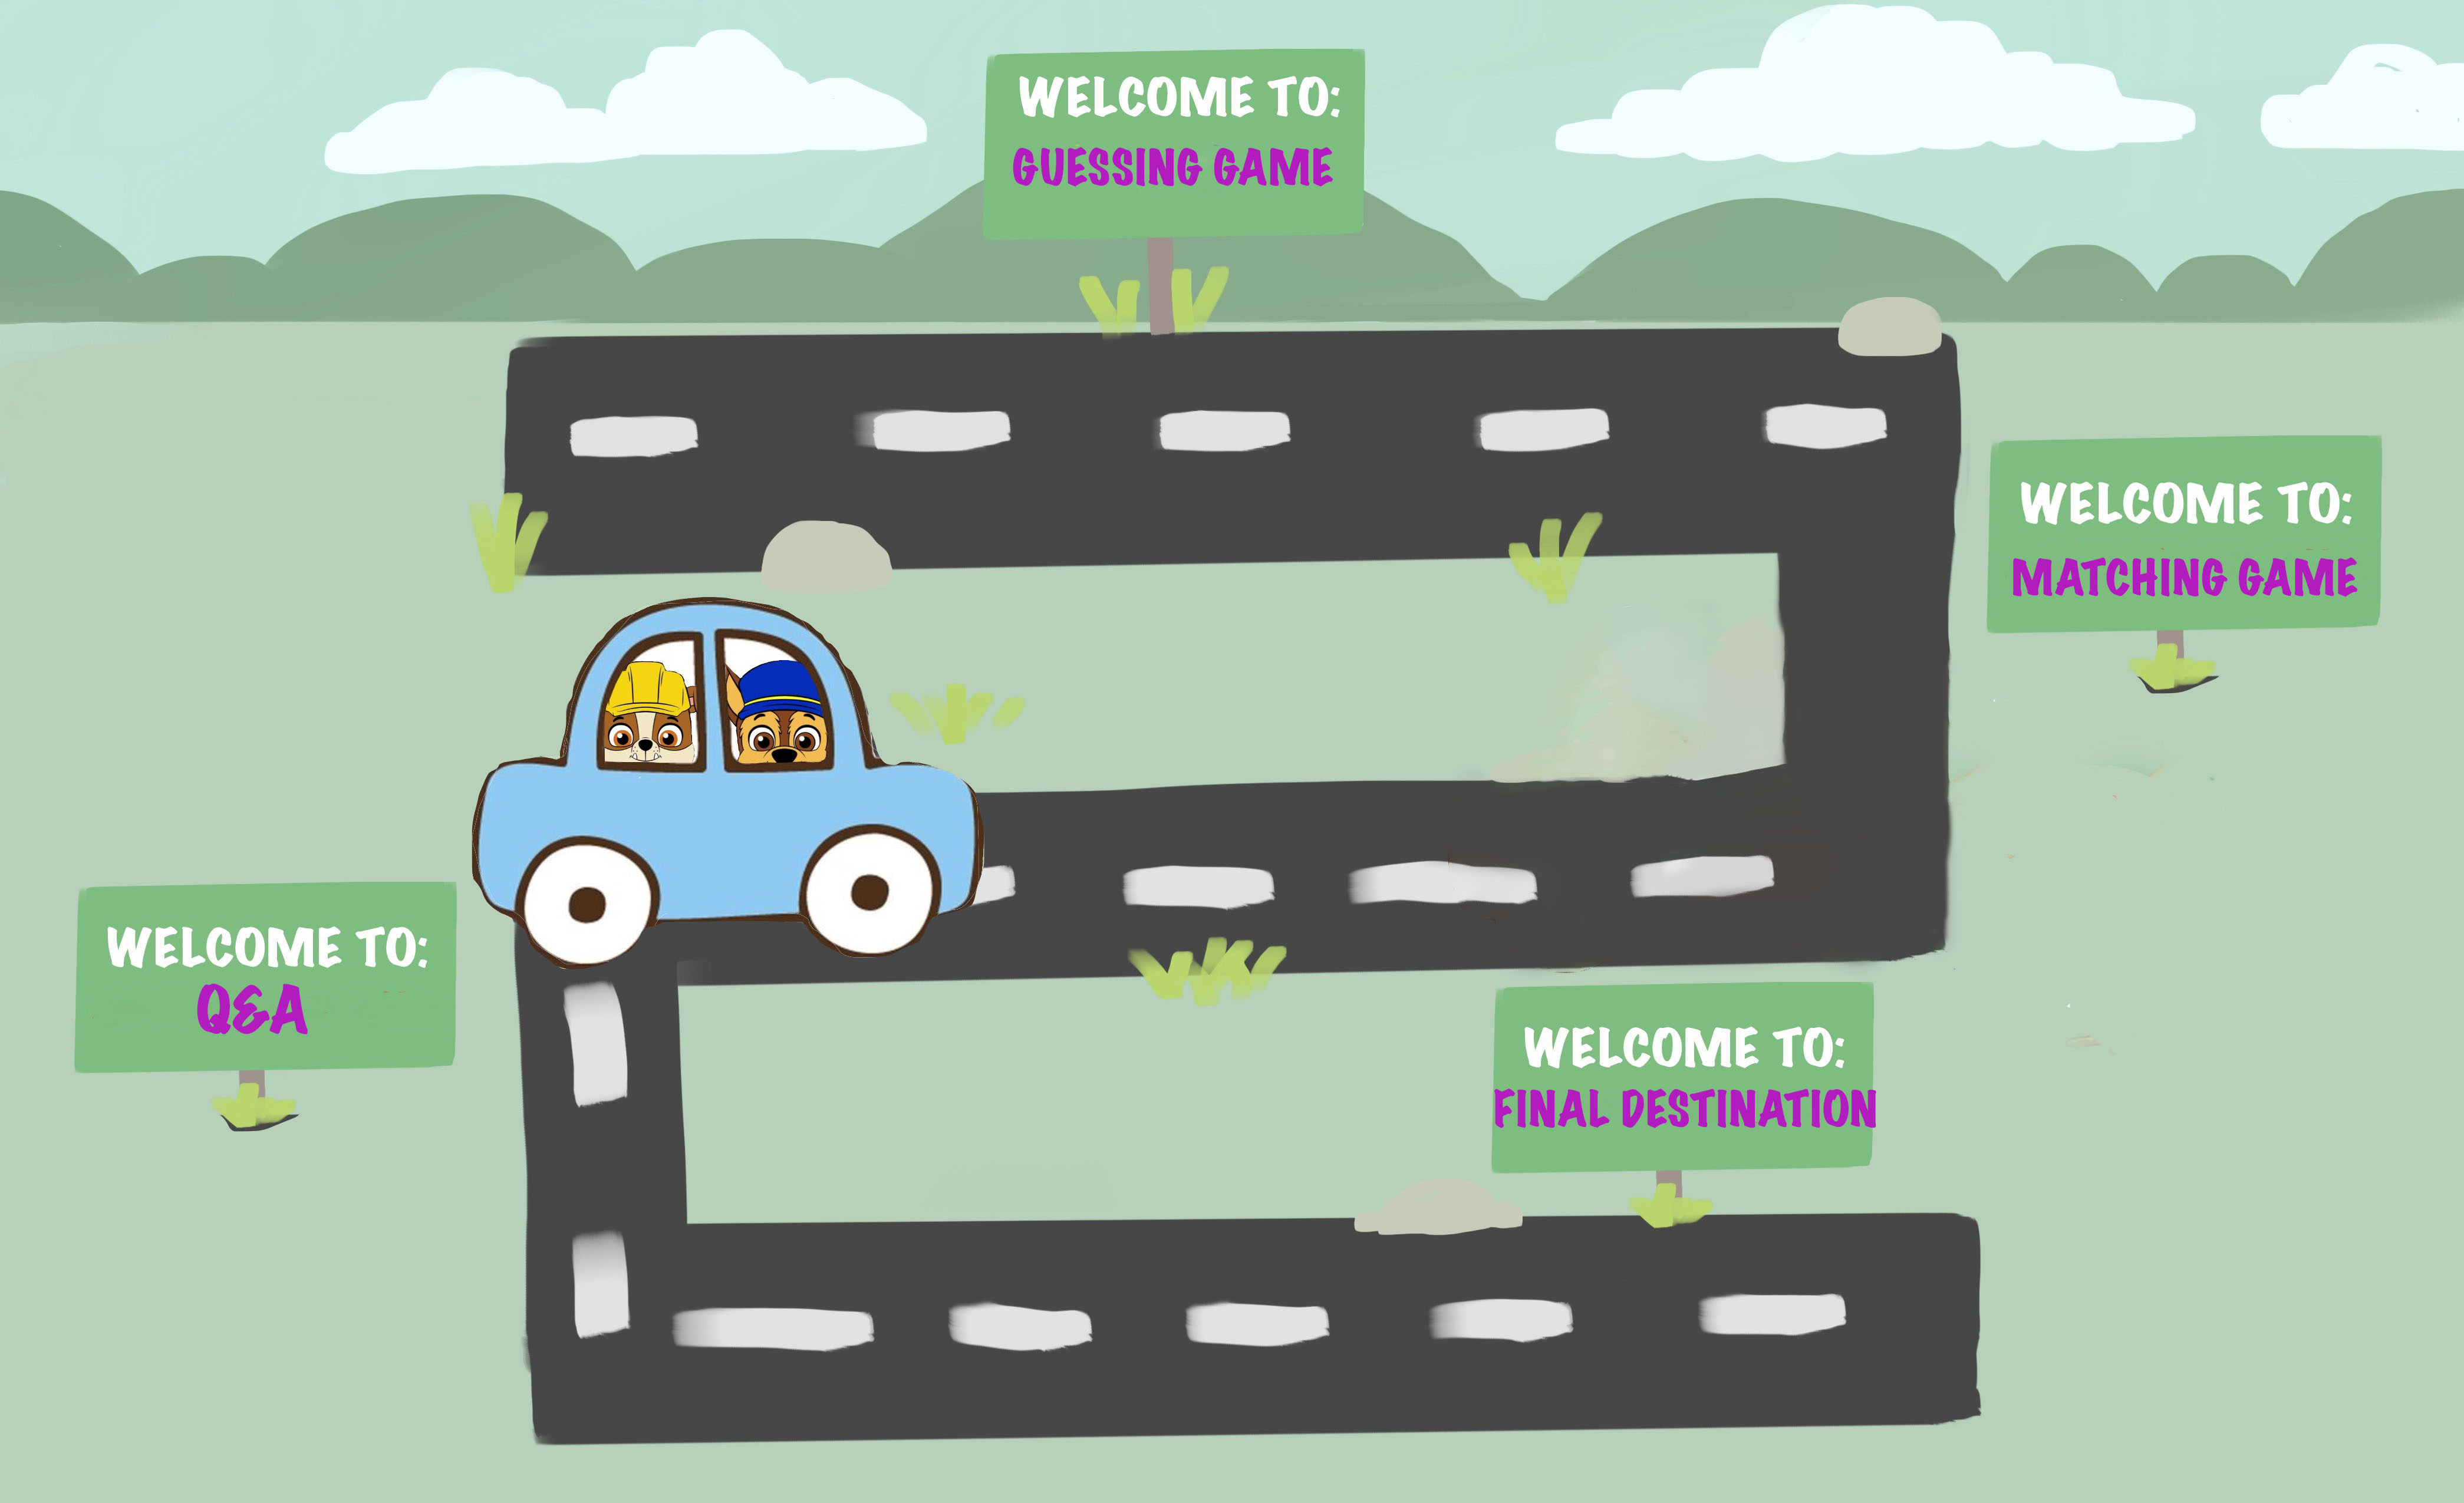 WELCOME TO:
GUESSING GAME
WELCOME TO:
MATCHING GAME
WELCOME TO:
Q&A
WELCOME TO:
FINAL DESTINATION